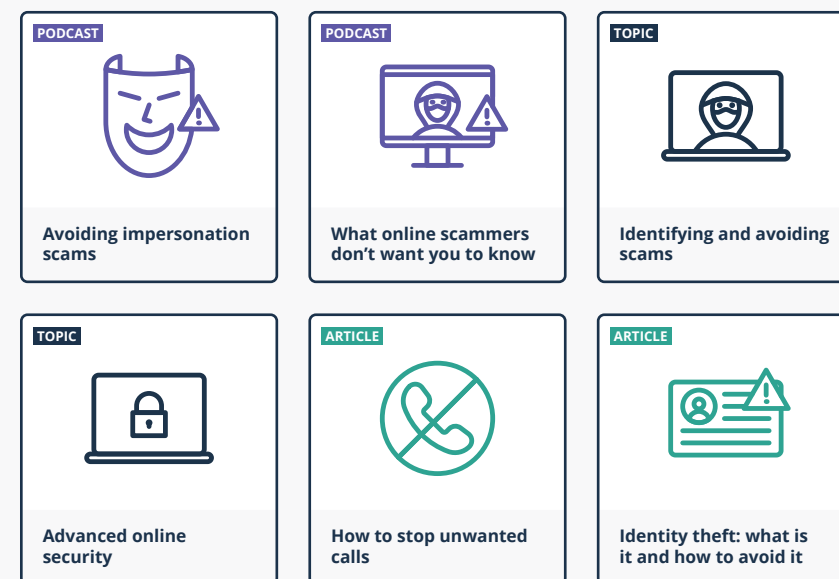 PODCAST
Avoiding impersonation
scams
PODCAST
What online scammers
don’t want you to know
TOPIC
Identifying and avoiding
scams
TOPIC
Advanced online
security
ARTICLE
How to stop unwanted
calls
ARTICLE
Identity theft: what is
it and how to avoid it